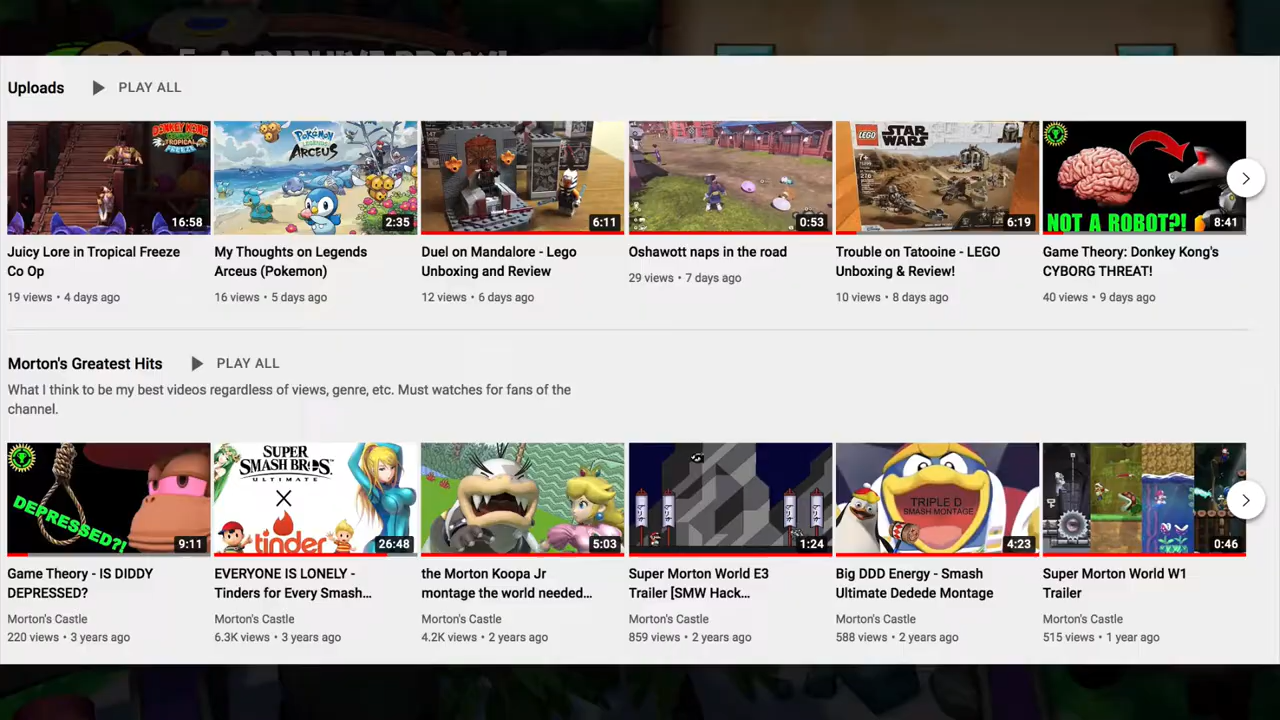 Uploads PLAY ALL
DONKEY KONG
TROPICAL
FREEZE
16:58
Pokémon
LEGENDS
ARCEUS
2:35
6:11
0:53
LEGO STAR
WARS
7+
6:19
NOT A ROBOT?!
8:41
Juicy Lore in Tropical Freeze
Co Op
19 views • 4 days ago
My Thoughts on Legends
Arceus (Pokemon)
16 views • 5 days ago
Duel on Mandalore - Lego
Unboxing and Review
12 views • 6 days ago
Oshawott naps in the road
29 views • 7 days ago
Trouble on Tatooine - LEGO
Unboxing & Review!
10 views • 8 days ago
Game Theory: Donkey Kong's
CYBORG THREAT!
40 views • 9 days ago
Morton's Greatest Hits PLAY ALL
What I think to be my best videos regardless of views, genre, etc. Must watches for fans of the
channel.
DEPRESSED?!
9:11
SUPER
SMASH BROS.
ULTIMATE
X
tinder
26:48
5:03
1:24
TRIPLE D
SMASH MONTAGE
4:23
0:46
Game Theory - IS DIDDY
DEPRESSED?
Morton's Castle
220 views • 3 years ago
EVERYONE IS LONELY -
Tinders for Every Smash...
Morton's Castle
6.3K views • 3 years ago
the Morton Koopa Jr
montage the world needed...
Morton's Castle
4.2K views • 2 years ago
Super Morton World E3
Trailer [SMW Hack...
Morton's Castle
859 views • 2 years ago
Big DDD Energy - Smash
Ultimate Dedede Montage
Morton's Castle
588 views • 2 years ago
Super Morton World W1
Trailer
Morton's Castle
515 views • 1 year ago